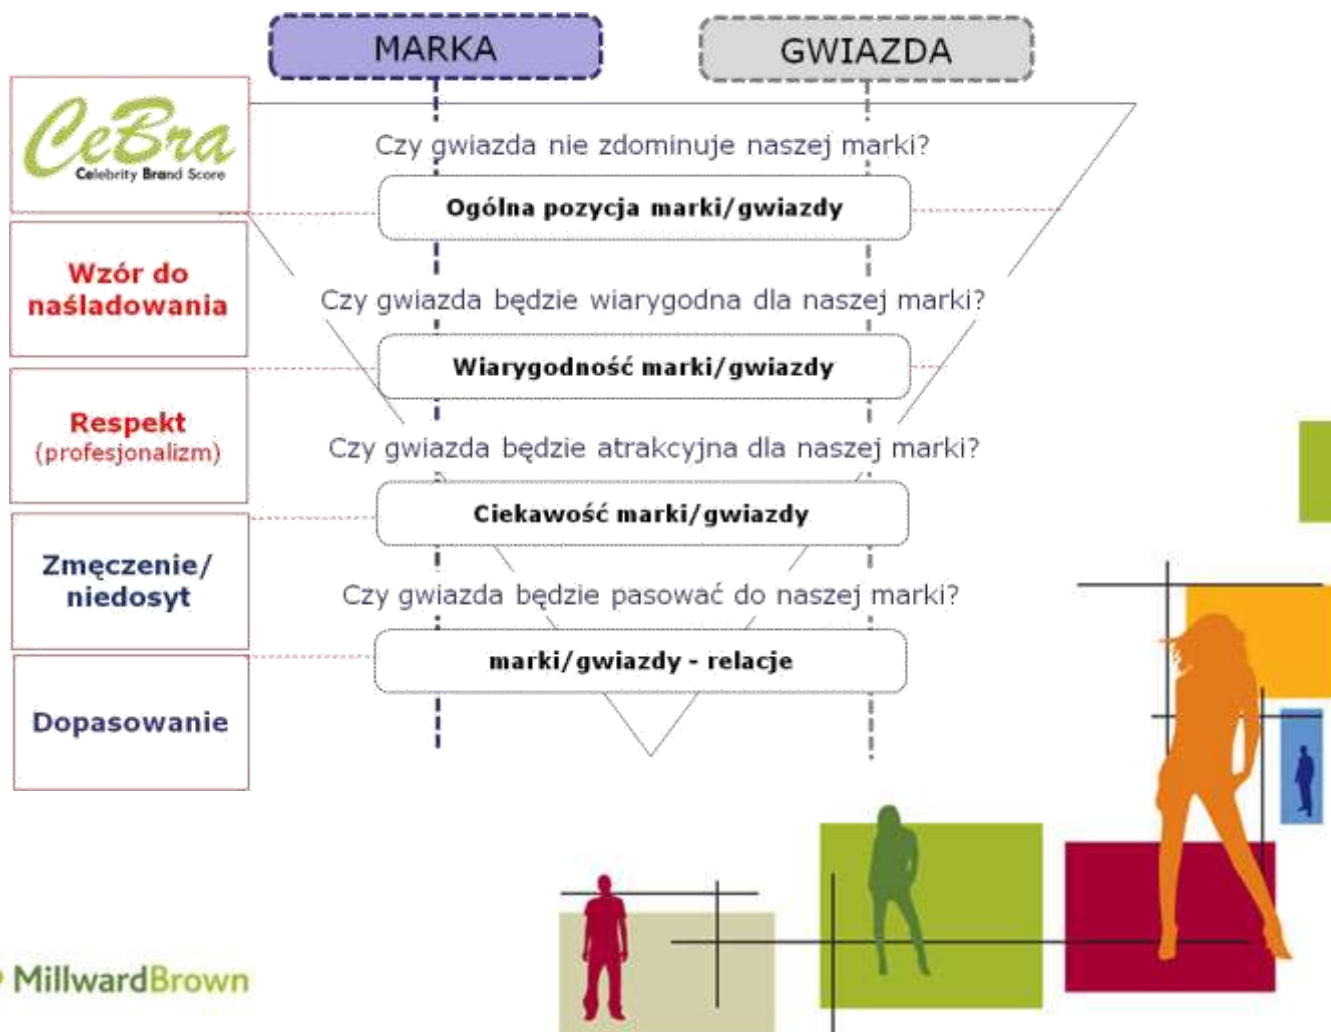 MARKA
GWIAZDA
CeBra
Celebrity Brand Score
Czy gwiazda nie zdominuje naszej marki?
Ogólna pozycja marki/gwiazdy
Wzór do
naśladowania
Czy gwiazda będzie wiarygodna dla naszej marki?
Wiarygodność marki/gwiazdy
Respekt
(profesjonalizm)
Czy gwiazda będzie atrakcyjna dla naszej marki?
Ciekawość marki/gwiazdy
Zmęczenie/
niedosyt
Czy gwiazda będzie pasować do naszej marki?
marki/gwiazdy - relacje
Dopasowanie
MillwardBrown